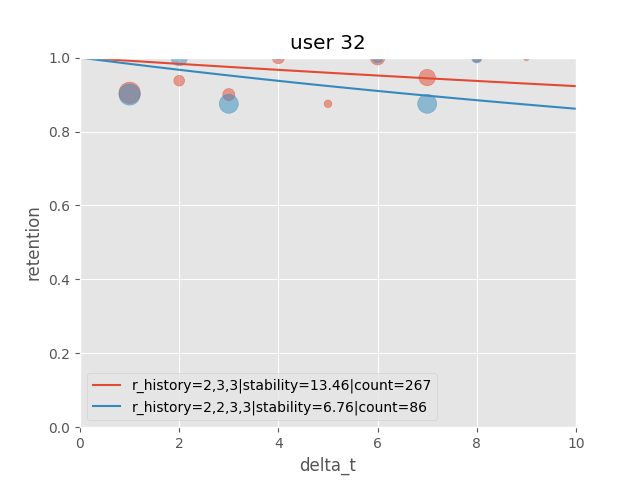 user 32
1.0
0.8
0.6
0.4
0.2
0.0
retention
r_history=2,3,3|stability=13.46|count=267
r_history=2,2,3,3|stability=6.76|count=86
0 2 4 6 8 10
delta_t